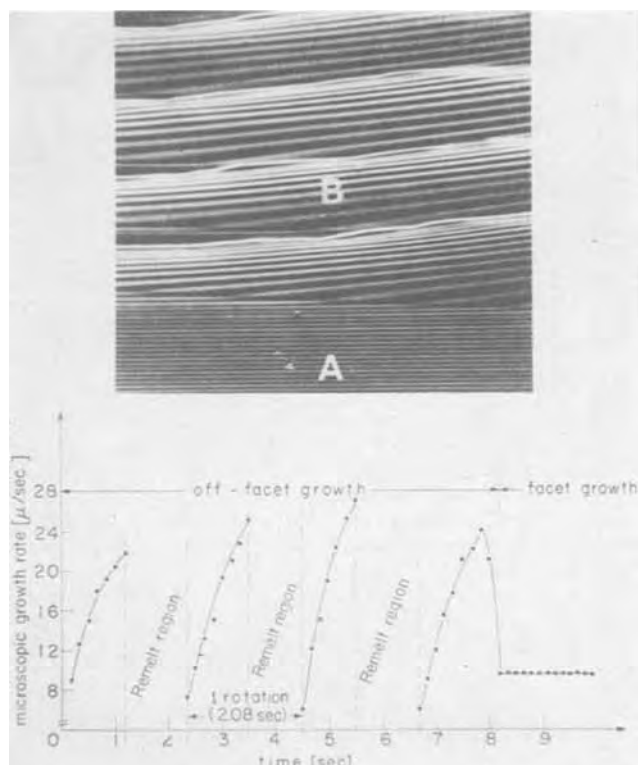 B
A
microscopic growth rate [μ/sec.]
28
24
20
16
12
8
0
off - facet growth
facet growth
Remelt region
Remelt region
Remelt region
1 rotation
(2.08 sec)
1 2 3 4 5 6 7 8 9
time [sec]